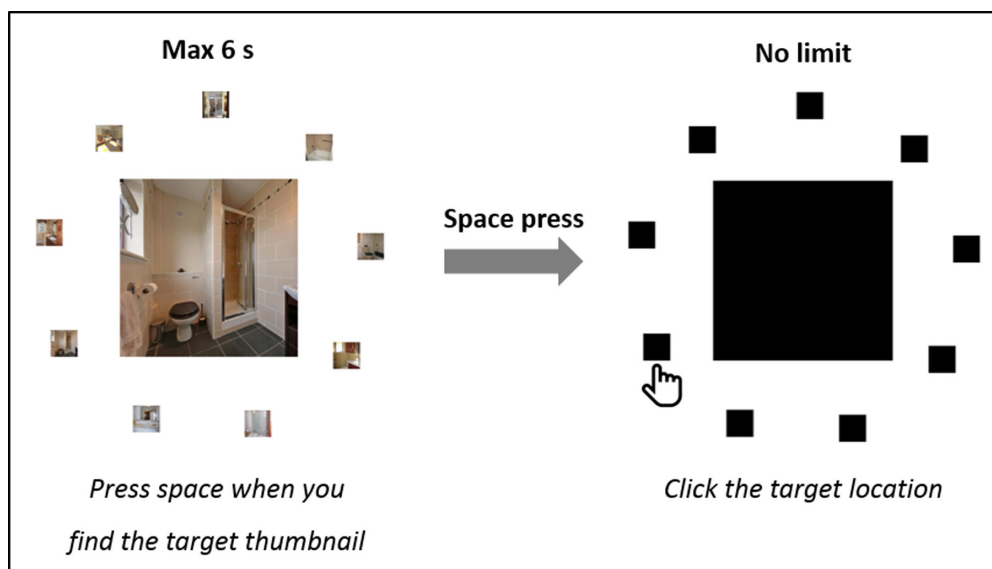 Max 6 s
No limit
Space press
Press space when you
find the target thumbnail
Click the target location